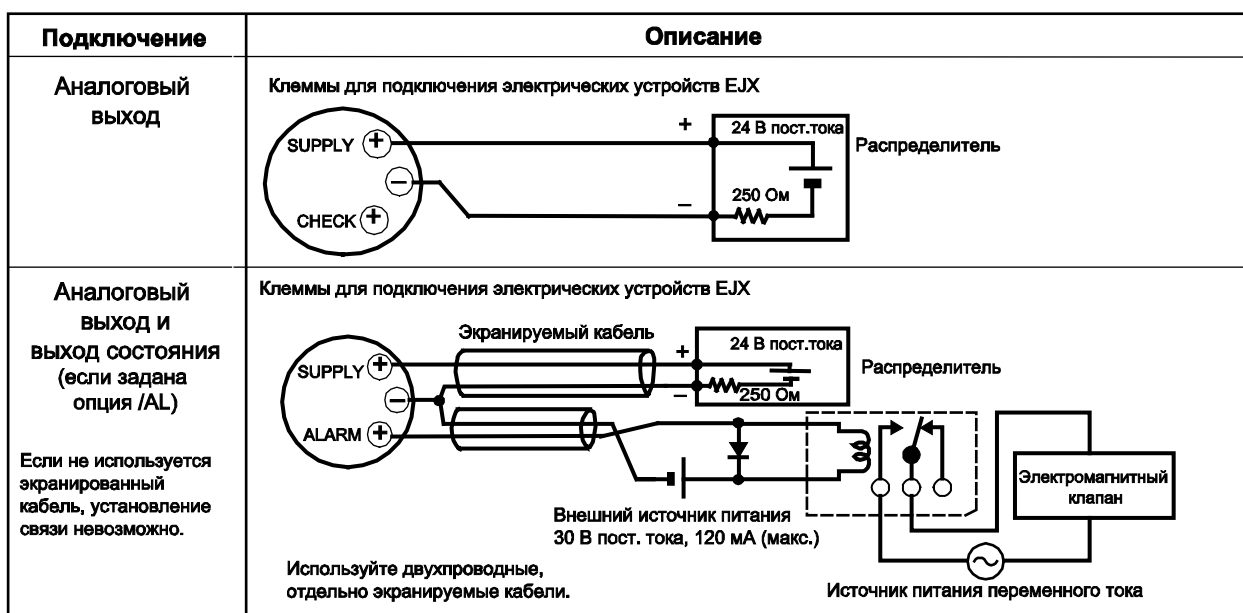 Подключение
Описание
Аналоговый
выход
Клеммы для подключения электрических устройств EJX
SUPPLY +
–
CHECK +
+
–
24 В пост.тока
250 Ом
Распределитель
Аналоговый
выход и
выход состояния
(если задана
опция /AL)
Если не используется
экранированный
кабель, установление
связи невозможно.
Клеммы для подключения электрических устройств EJX
Экранируемый кабель
SUPPLY +
–
ALARM +
+
–
24 В пост.тока
250 Ом
Распределитель
Электромагнитный
клапан
Внешний источник питания
30 В пост. тока, 120 мА (макс.)
Используйте двухпроводные,
отдельно экранируемые кабели.
Источник питания переменного тока